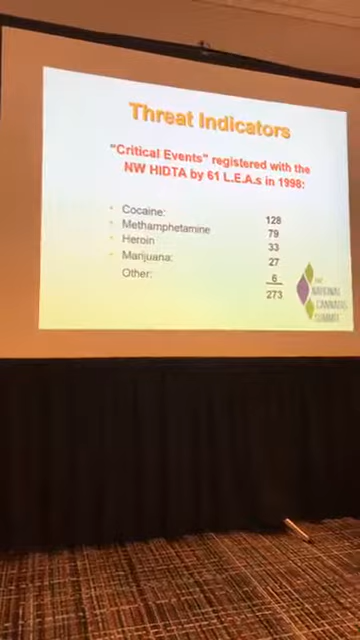 Threat Indicators
"Critical Events" registered with the
NW HIDTA by 61 L.E.A.s in 1998:
• Cocaine: 128
• Methamphetamine 79
• Heroin 33
• Marijuana: 27
Other: 6
273
THE
NATIONAL
CANNABIS
SUMMIT